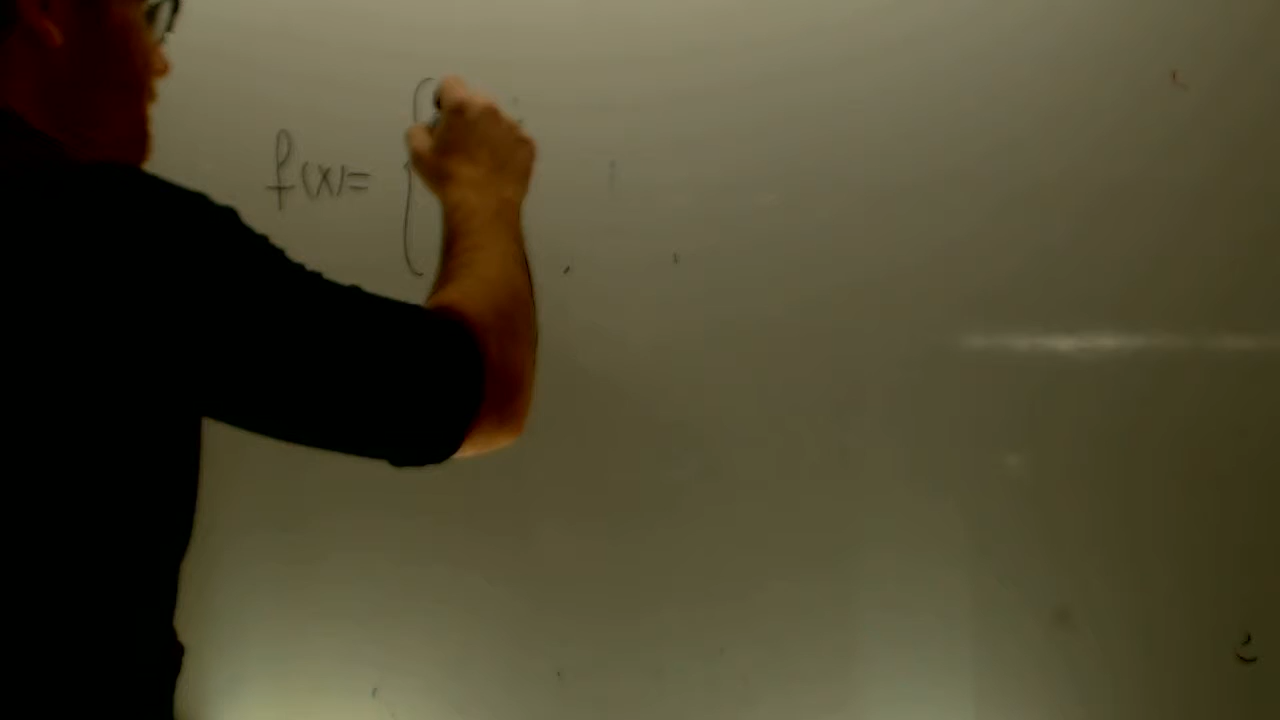 f(x)= {